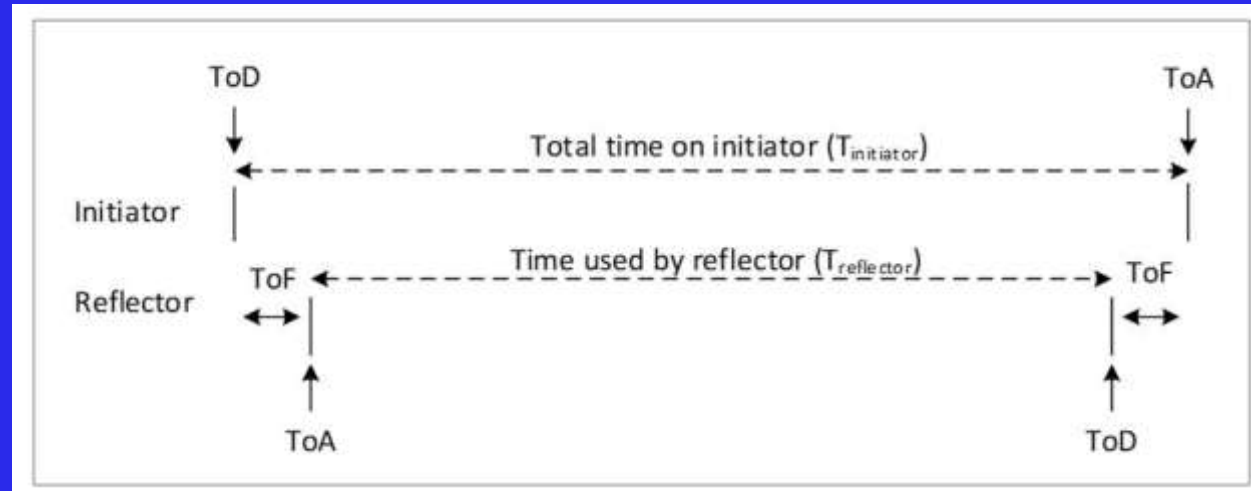 ToD
ToA
Total time on initiator (Tinitiator)
Initiator
Time used by reflector (Treflector)
ToF
ToF
Reflector
ToA
ToD